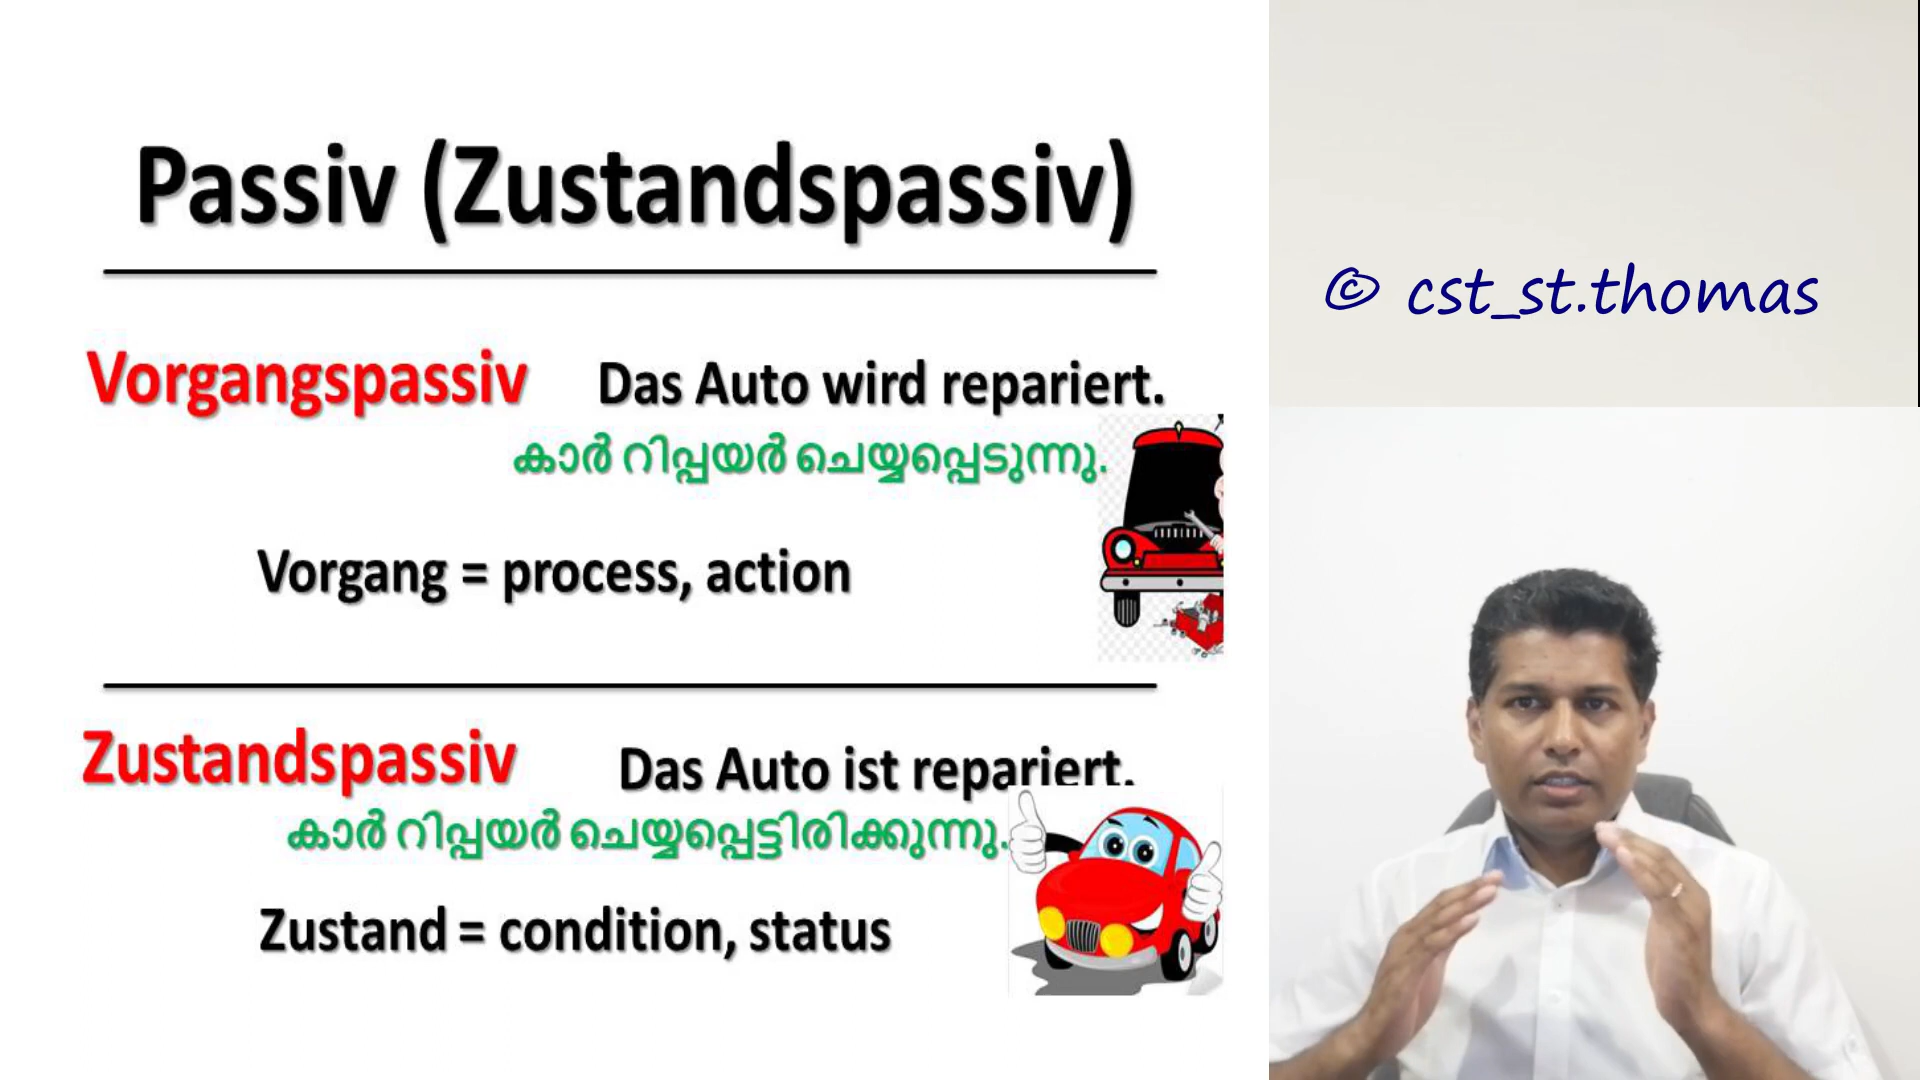 Passiv (Zustandspassiv)
Vorgangspassiv
Das Auto wird repariert.
കാർ റിപ്പയർ ചെയ്യപ്പെടുന്നു.
Vorgang = process, action
Zustandspassiv
Das Auto ist repariert.
കാർ റിപ്പയർ ചെയ്യപ്പെട്ടിരിക്കുന്നു.
Zustand = condition, status
© cst_st.thomas